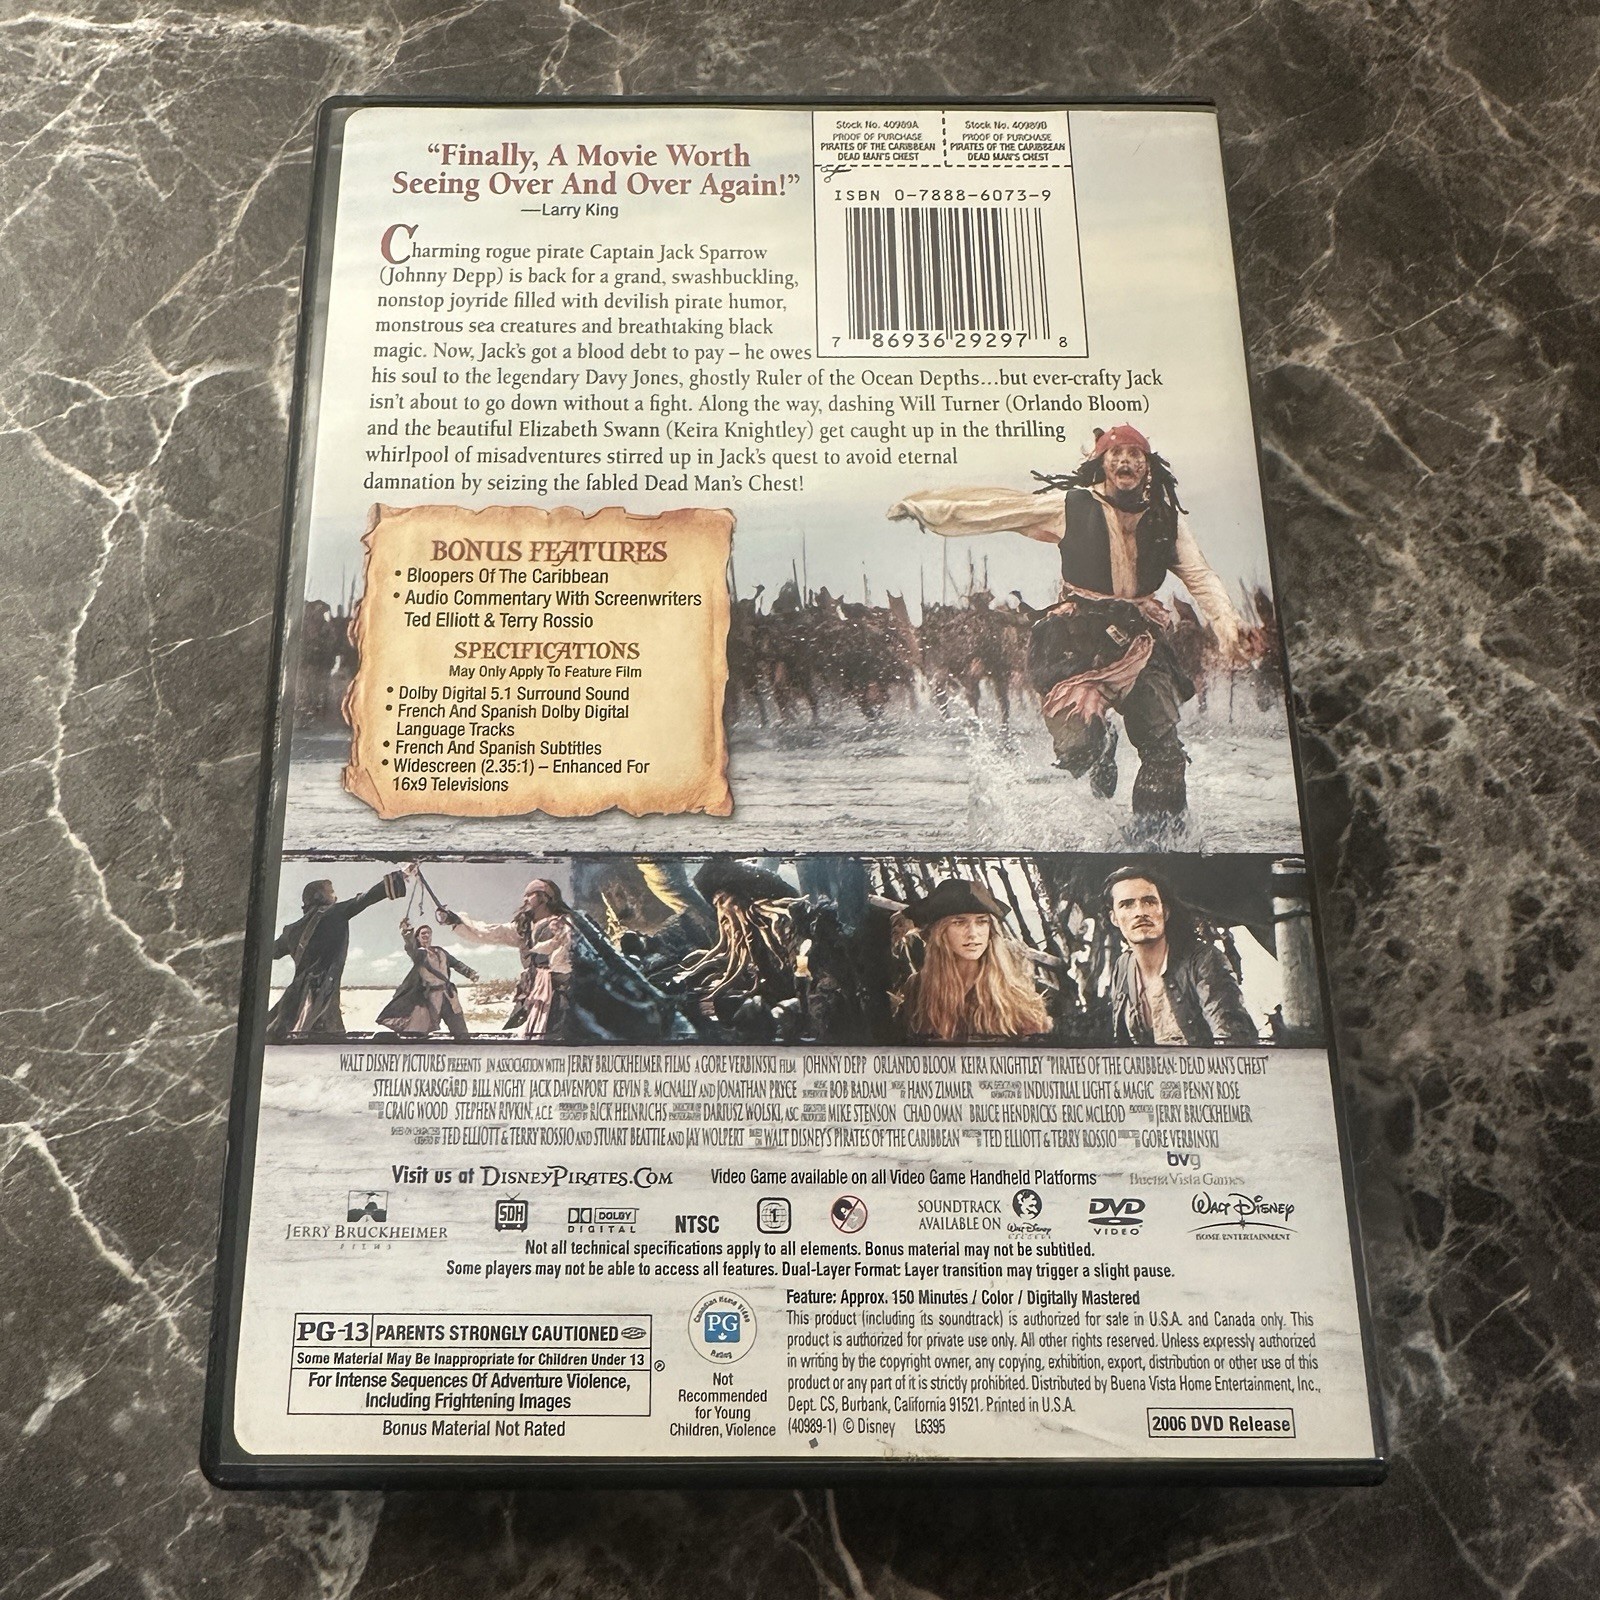 "Finally, A Movie Worth
Seeing Over And Over Again!"
—Larry King
Stock No. 40989A
PROOF OF PURCHASE
PIRATES OF THE CARIBBEAN
DEAD MAN'S CHEST
Stock No. 40989B
PROOF OF PURCHASE
PIRATES OF THE CARIBBEAN
DEAD MAN'S CHEST
ISBN 0-7888-6073-9
7 86936 29297 8
Charming rogue pirate Captain Jack Sparrow
(Johnny Depp) is back for a grand, swashbuckling,
nonstop joyride filled with devilish pirate humor,
monstrous sea creatures and breathtaking black
magic. Now, Jack's got a blood debt to pay – he owes
his soul to the legendary Davy Jones, ghostly Ruler of the Ocean Depths...but ever-crafty Jack
isn't about to go down without a fight. Along the way, dashing Will Turner (Orlando Bloom)
and the beautiful Elizabeth Swann (Keira Knightley) get caught up in the thrilling
whirlpool of misadventures stirred up in Jack's quest to avoid eternal
damnation by seizing the fabled Dead Man's Chest!
BONUS FEATURES
• Bloopers Of The Caribbean
• Audio Commentary With Screenwriters
Ted Elliott & Terry Rossio
SPECIFICATIONS
May Only Apply To Feature Film
• Dolby Digital 5.1 Surround Sound
• French And Spanish Dolby Digital
Language Tracks
• French And Spanish Subtitles
• Widescreen (2.35:1) – Enhanced For
16x9 Televisions
WALT DISNEY PICTURES PRESENTS IN ASSOCIATION WITH JERRY BRUCKHEIMER FILMS A GORE VERBINSKI FILM JOHNNY DEPP ORLANDO BLOOM KEIRA KNIGHTLEY "PIRATES OF THE CARIBBEAN: DEAD MAN'S CHEST"
STELLAN SKARSGÅRD BILL NIGHY JACK DAVENPORT KEVIN R. MCNALLY AND JONATHAN PRYCE BOB BADAMI HANS ZIMMER INDUSTRIAL LIGHT & MAGIC PENNY ROSE
CRAIG WOOD STEPHEN RIVKIN, A.C.E. RICK HEINRICHS DARIUSZ WOLSKI, ASC MIKE STENSON CHAD OMAN BRUCE HENDRICKS ERIC MCLEOD JERRY BRUCKHEIMER
TED ELLIOTT & TERRY ROSSIO AND STUART BEATTIE AND JAY WOLPERT WALT DISNEY'S PIRATES OF THE CARIBBEAN TED ELLIOTT & TERRY ROSSIO GORE VERBINSKI
Visit us at DISNEYPIRATES.COM Video Game available on all Video Game Handheld Platforms
bvg
Buena Vista Games
JERRY BRUCKHEIMER
FILMS
SDH
DOLBY
DIGITAL
NTSC
1
SOUNDTRACK
AVAILABLE ON
WALT DISNEY
RECORDS
DVD
VIDEO
WALT DISNEY
HOME ENTERTAINMENT
Not all technical specifications apply to all elements. Bonus material may not be subtitled.
Some players may not be able to access all features. Dual-Layer Format: Layer transition may trigger a slight pause.
PG-13 PARENTS STRONGLY CAUTIONED
Some Material May Be Inappropriate for Children Under 13 ®
For Intense Sequences Of Adventure Violence,
Including Frightening Images
Bonus Material Not Rated
Canadian Home Video
PG
Rating
Not
Recommended
for Young
Children, Violence
Feature: Approx. 150 Minutes / Color / Digitally Mastered
This product (including its soundtrack) is authorized for sale in U.S.A. and Canada only. This
product is authorized for private use only. All other rights reserved. Unless expressly authorized
in writing by the copyright owner, any copying, exhibition, export, distribution or other use of this
product or any part of it is strictly prohibited. Distributed by Buena Vista Home Entertainment, Inc.,
Dept. CS, Burbank, California 91521. Printed in U.S.A.
(40989-1) © Disney L6395
2006 DVD Release